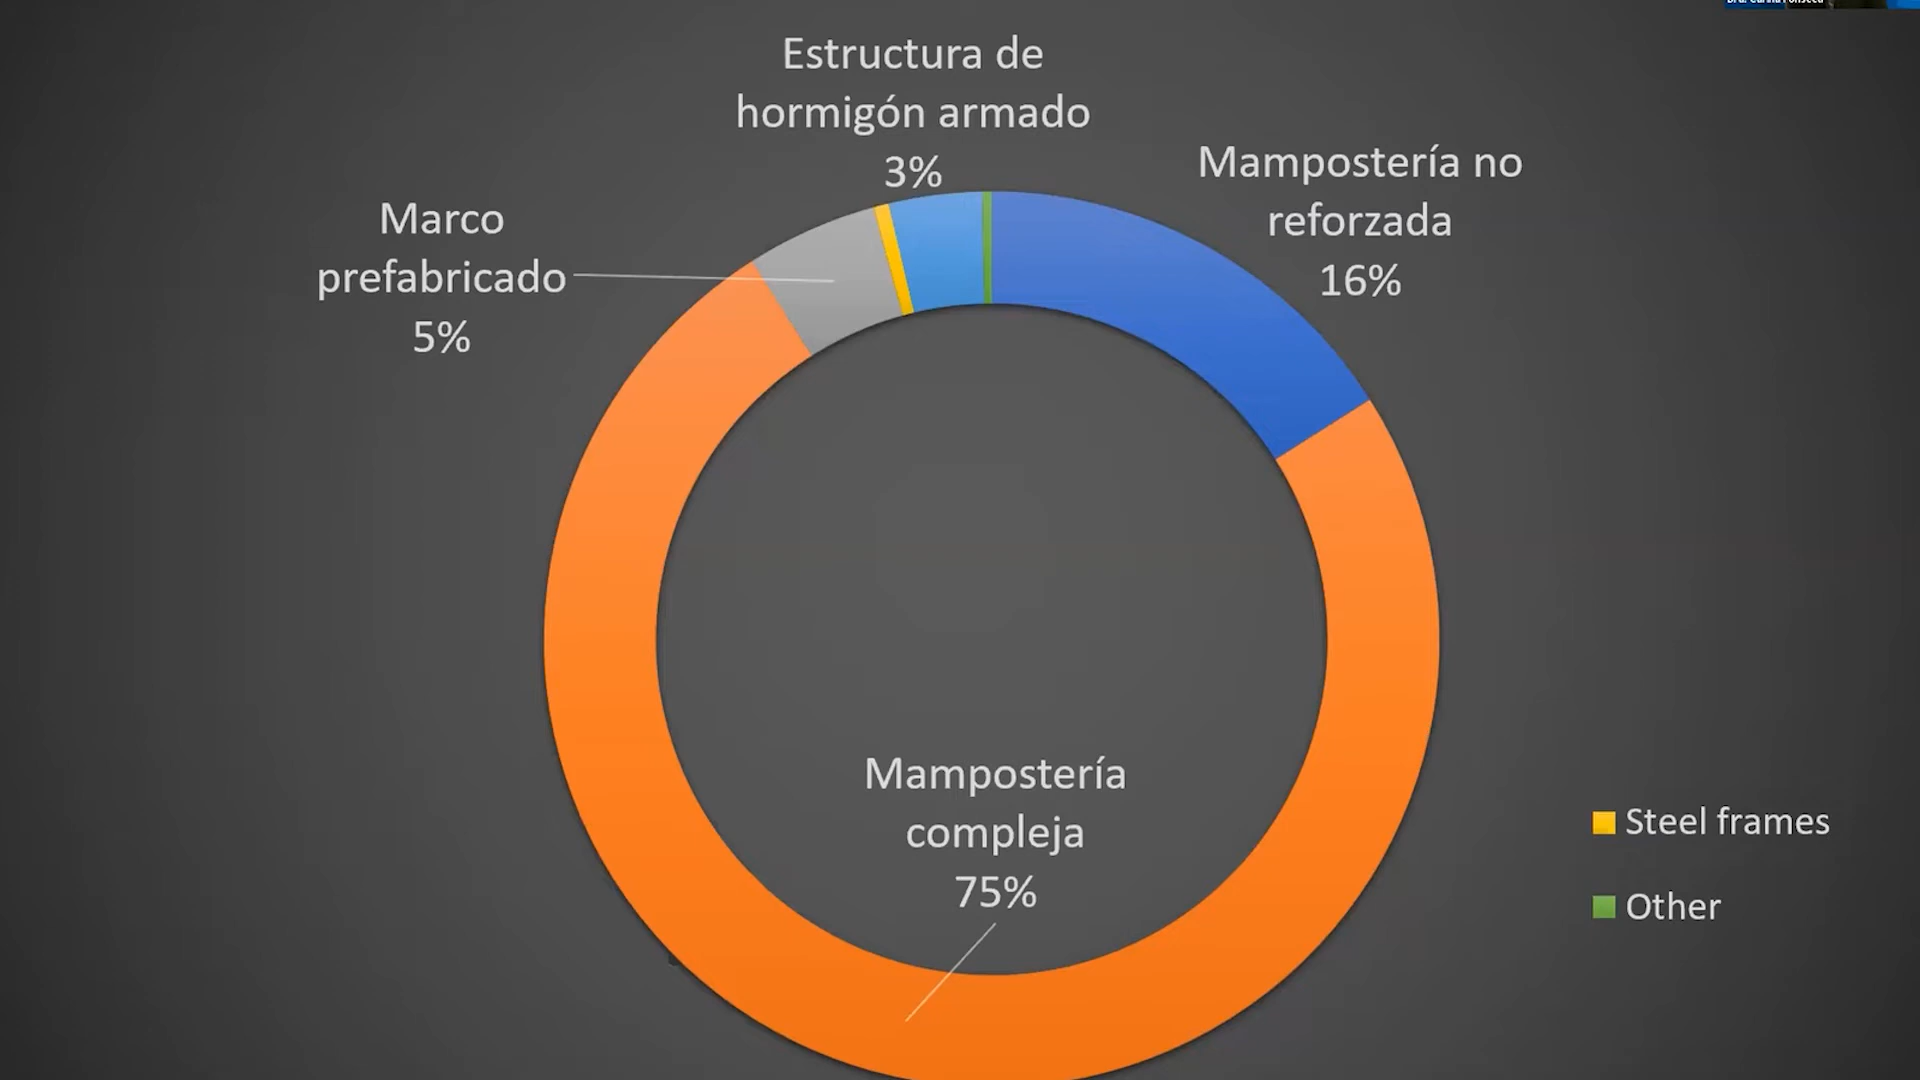 Estructura de
hormigón armado
3%
Mampostería no
reforzada
16%
Marco
prefabricado
5%
Mampostería
compleja
75%
Steel frames
Other